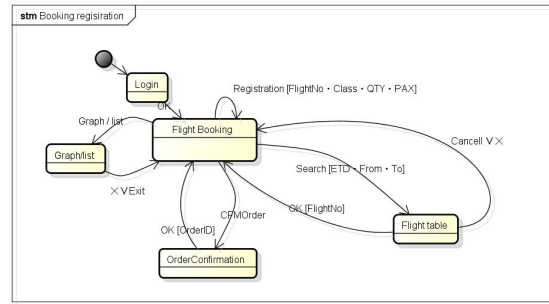 stm Booking regisiration
Login
OK
Registration [FlightNo・Class・QTY・PAX]
Graph / list
Flight Booking
Cancell V ×
Graph/list
Search [ETD・From・To]
× V Exit
OK [FlightNo]
Flight table
CFMOrder
OK [OrderID]
OrderConfirmation